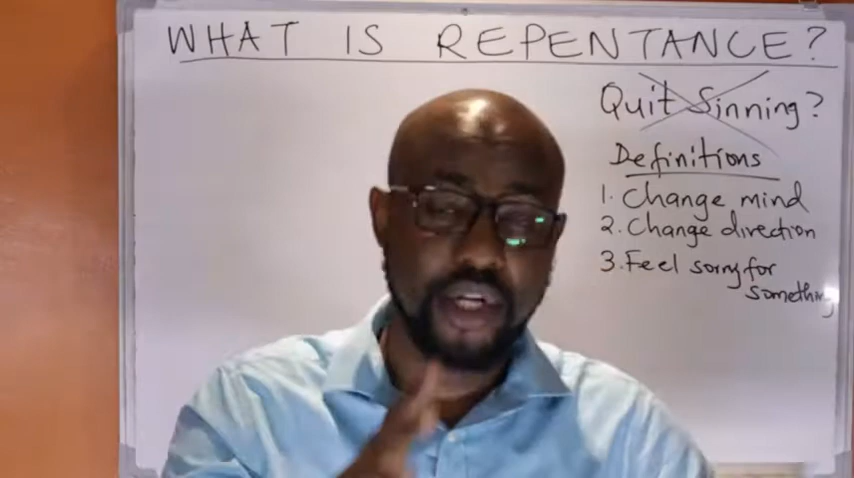 WHAT IS REPENTANCE?
Quit Sinning?
Definitions
1. Change mind
2. Change direction
3. Feel sorry for
something